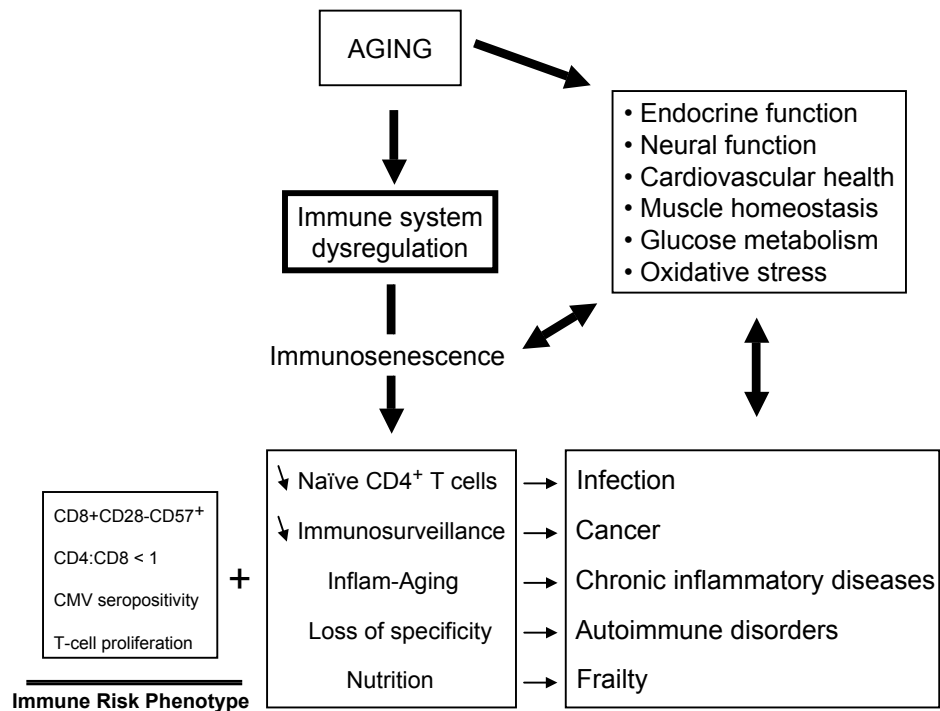 AGING
• Endocrine function
• Neural function
• Cardiovascular health
• Muscle homeostasis
• Glucose metabolism
• Oxidative stress
Immune system
dysregulation
Immunosenescence
CD8+CD28-CD57⁺
CD4:CD8 < 1
CMV seropositivity
T-cell proliferation
Immune Risk Phenotype
+
↘ Naïve CD4⁺ T cells
↘ Immunosurveillance
Inflam-Aging
Loss of specificity
Nutrition
Infection
Cancer
Chronic inflammatory diseases
Autoimmune disorders
Frailty